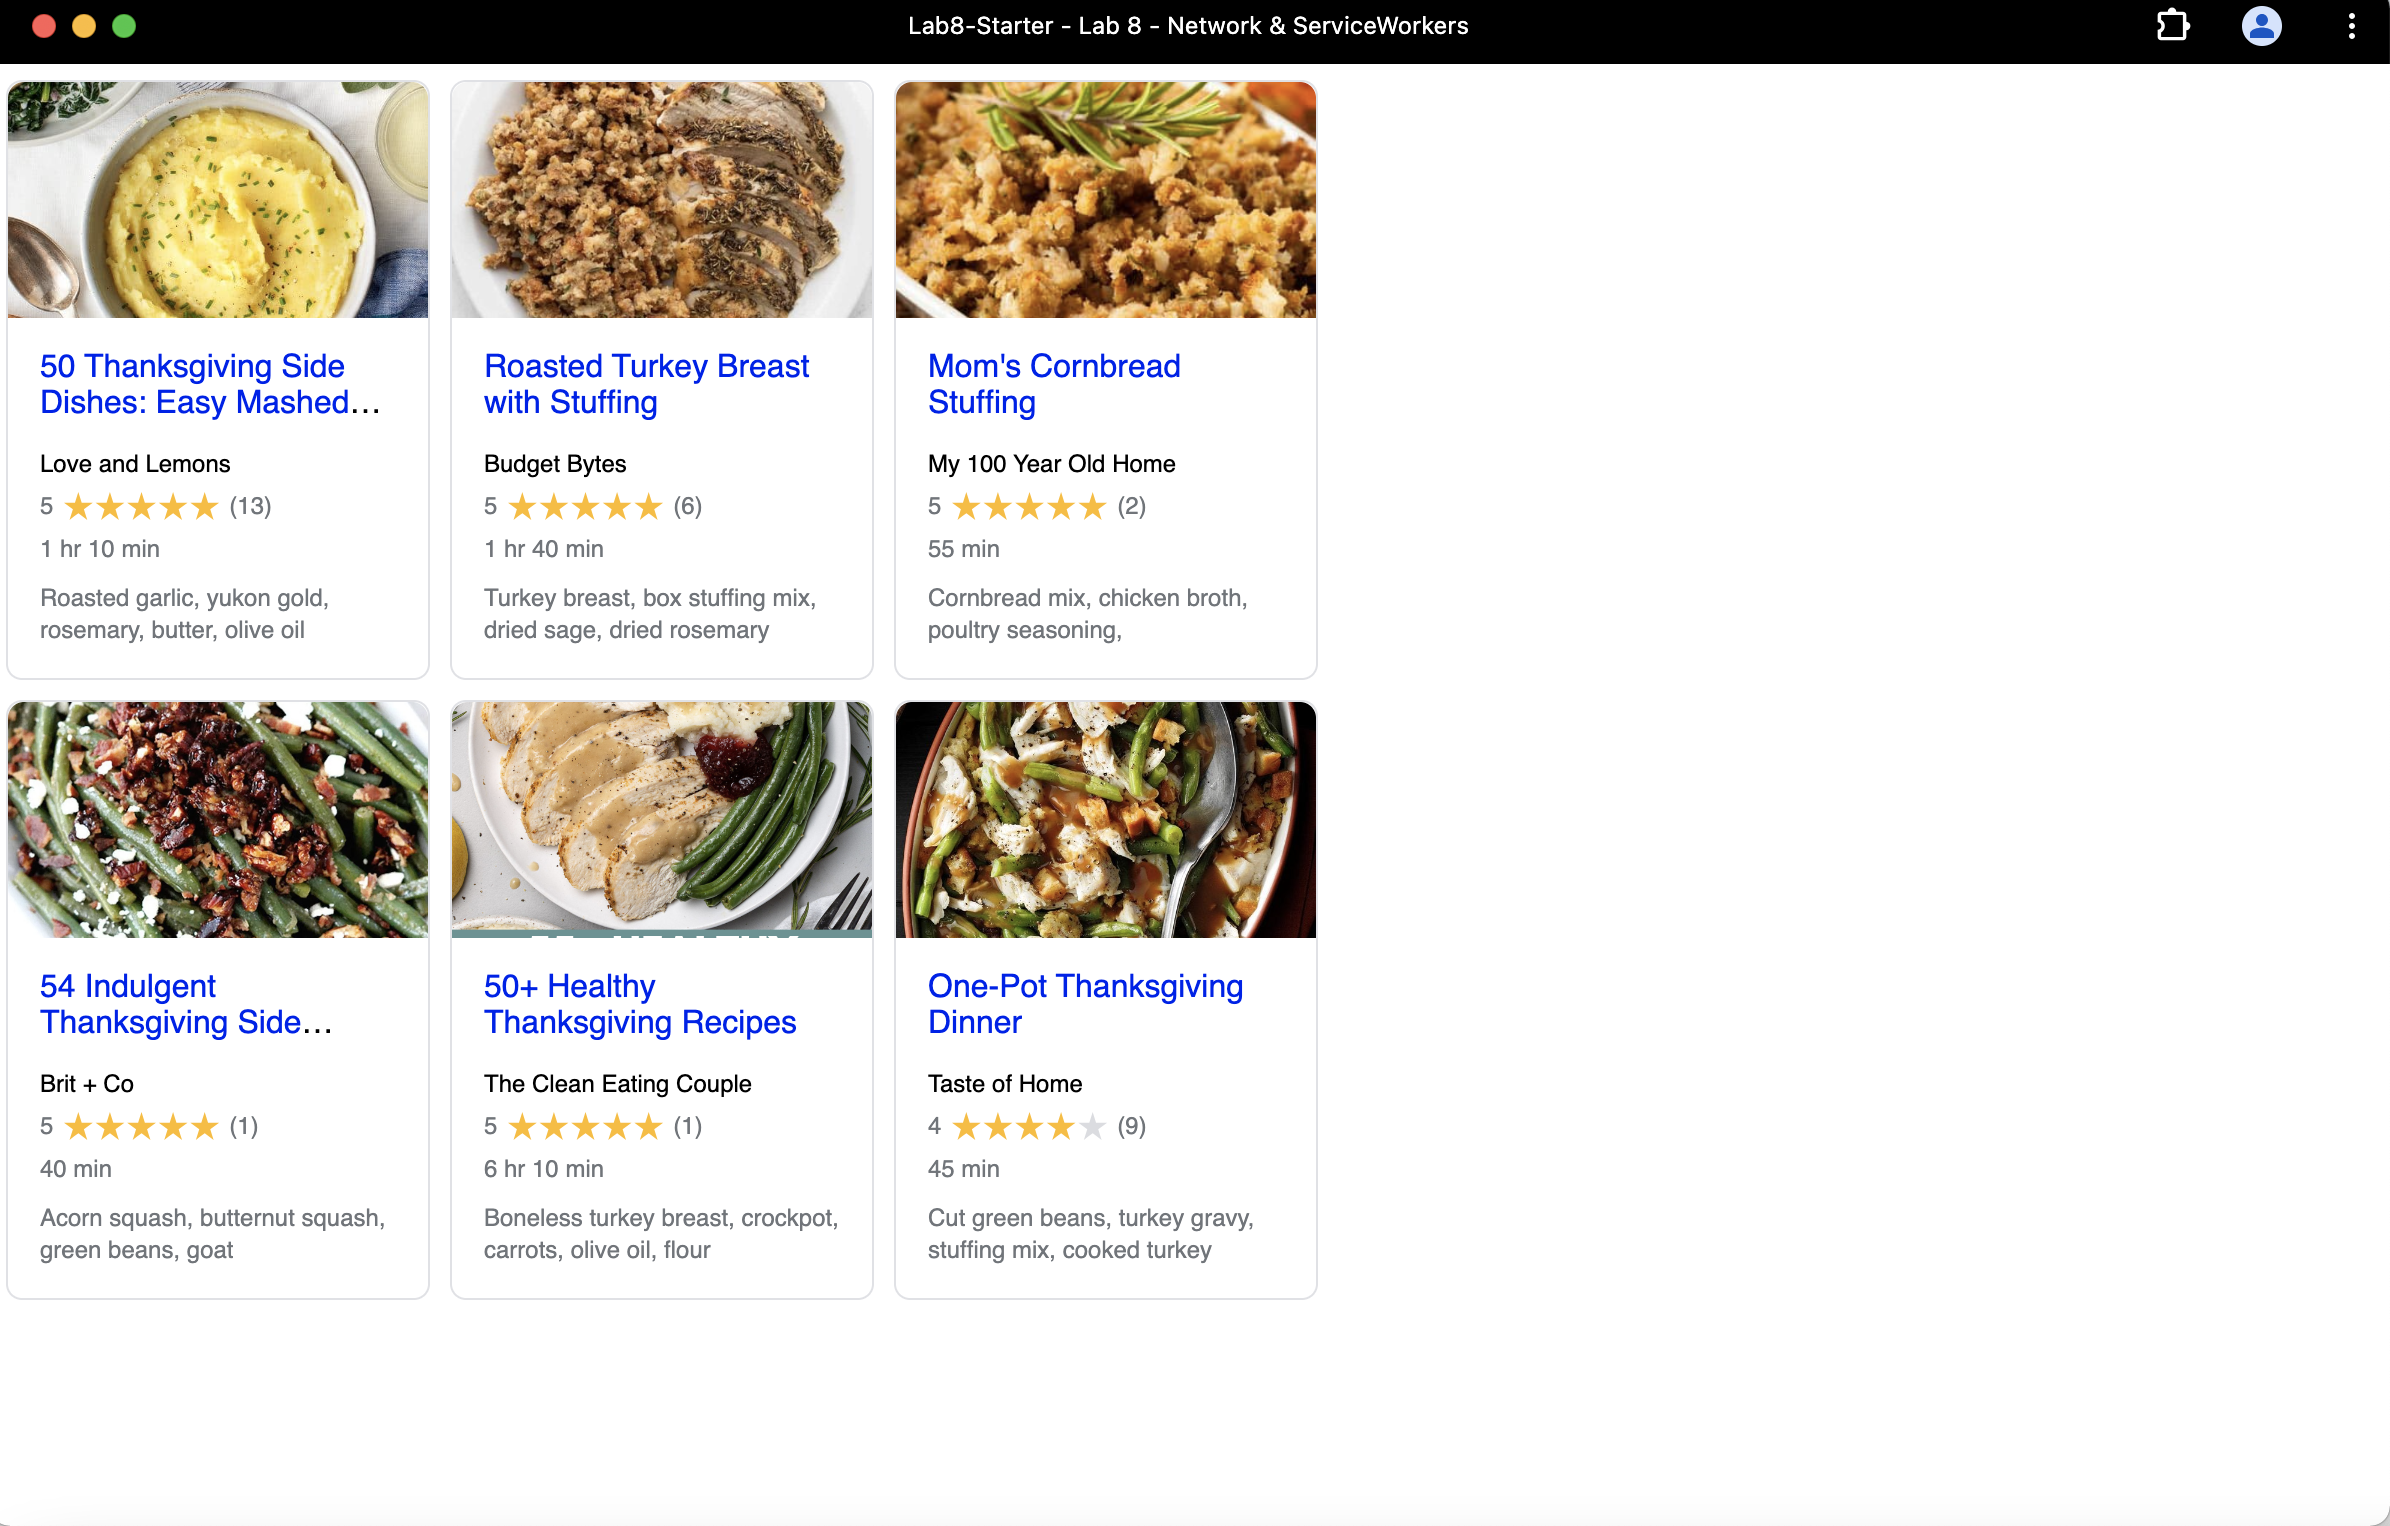 Lab8-Starter - Lab 8 - Network & ServiceWorkers
50 Thanksgiving Side
Dishes: Easy Mashed…
Love and Lemons
5 ★★★★★ (13)
1 hr 10 min
Roasted garlic, yukon gold,
rosemary, butter, olive oil
Roasted Turkey Breast
with Stuffing
Budget Bytes
5 ★★★★★ (6)
1 hr 40 min
Turkey breast, box stuffing mix,
dried sage, dried rosemary
Mom's Cornbread
Stuffing
My 100 Year Old Home
5 ★★★★★ (2)
55 min
Cornbread mix, chicken broth,
poultry seasoning,
54 Indulgent
Thanksgiving Side…
Brit + Co
5 ★★★★★ (1)
40 min
Acorn squash, butternut squash,
green beans, goat
50+ Healthy
Thanksgiving Recipes
The Clean Eating Couple
5 ★★★★★ (1)
6 hr 10 min
Boneless turkey breast, crockpot,
carrots, olive oil, flour
One-Pot Thanksgiving
Dinner
Taste of Home
4 ★★★★★ (9)
45 min
Cut green beans, turkey gravy,
stuffing mix, cooked turkey